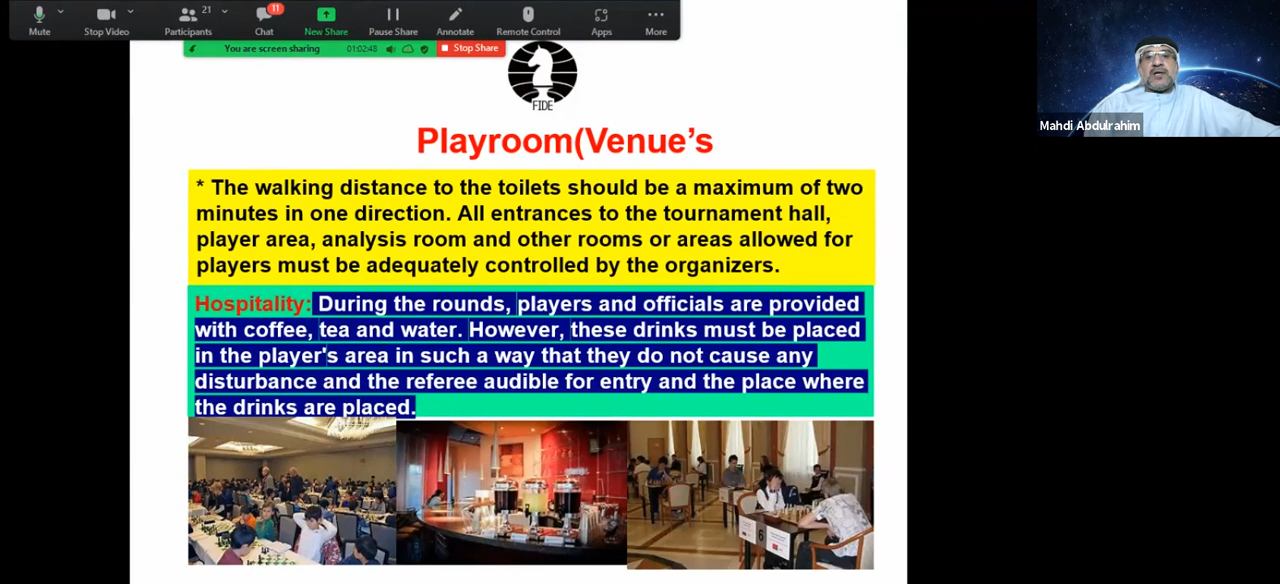 Mute
Stop Video
Participants
21
Chat
11
New Share
Pause Share
Annotate
Remote Control
Apps
More
You are screen sharing
01:02:48
Stop Share
FIDE
Mahdi Abdulrahim
Playroom(Venue’s
* The walking distance to the toilets should be a maximum of two
minutes in one direction. All entrances to the tournament hall,
player area, analysis room and other rooms or areas allowed for
players must be adequately controlled by the organizers.
Hospitality: During the rounds, players and officials are provided
with coffee, tea and water. However, these drinks must be placed
in the player's area in such a way that they do not cause any
disturbance and the referee audible for entry and the place where
the drinks are placed.
6